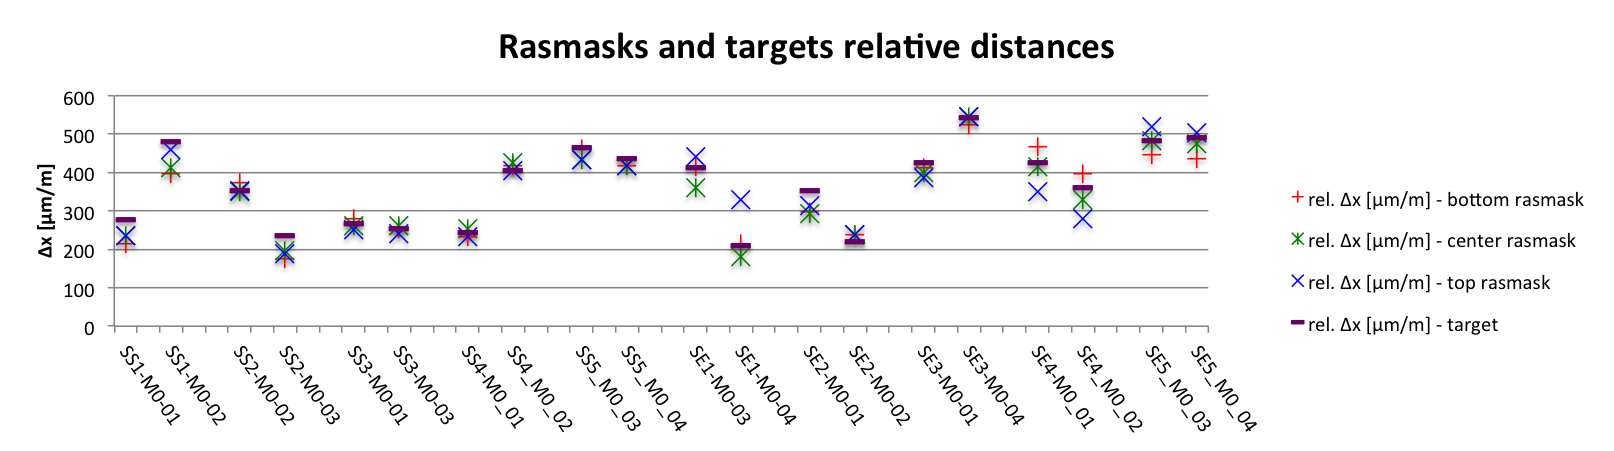 Rasmasks and targets relative distances
Δx [μm/m]
600
500
400
300
200
100
0
SS1-M0-01
SS1-M0-02
SS2-M0-02
SS2-M0-03
SS3-M0-01
SS3-M0-03
SS4-M0_01
SS4_M0_02
SS5_M0_03
SS5_M0_04
SE1-M0-03
SE1-M0-04
SE2-M0-01
SE2-M0-02
SE3-M0-01
SE3-M0-04
SE4-M0_01
SE4_M0_02
SE5_M0_03
SE5_M0_04
rel. Δx [μm/m] - bottom rasmask
rel. Δx [μm/m] - center rasmask
rel. Δx [μm/m] - top rasmask
rel. Δx [μm/m] - target